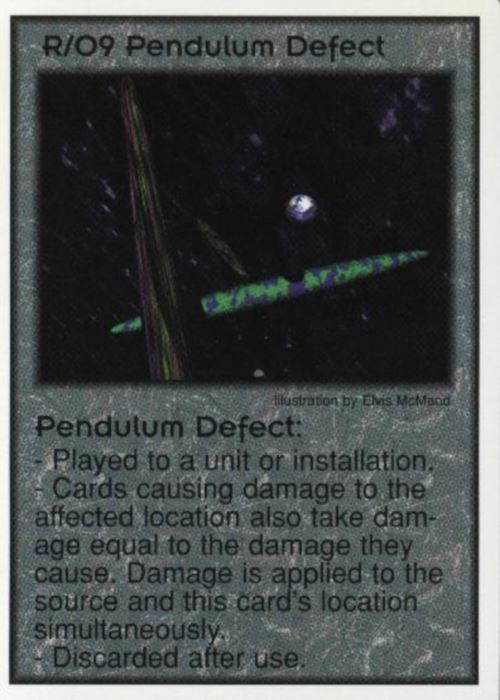 R/09 Pendulum Defect
Illustration by Elvis McMand
Pendulum Defect:
- Played to a unit or installation.
- Cards causing damage to the
affected location also take dam-
age equal to the damage they
cause. Damage is applied to the
source and this card's location
simultaneously.
- Discarded after use.